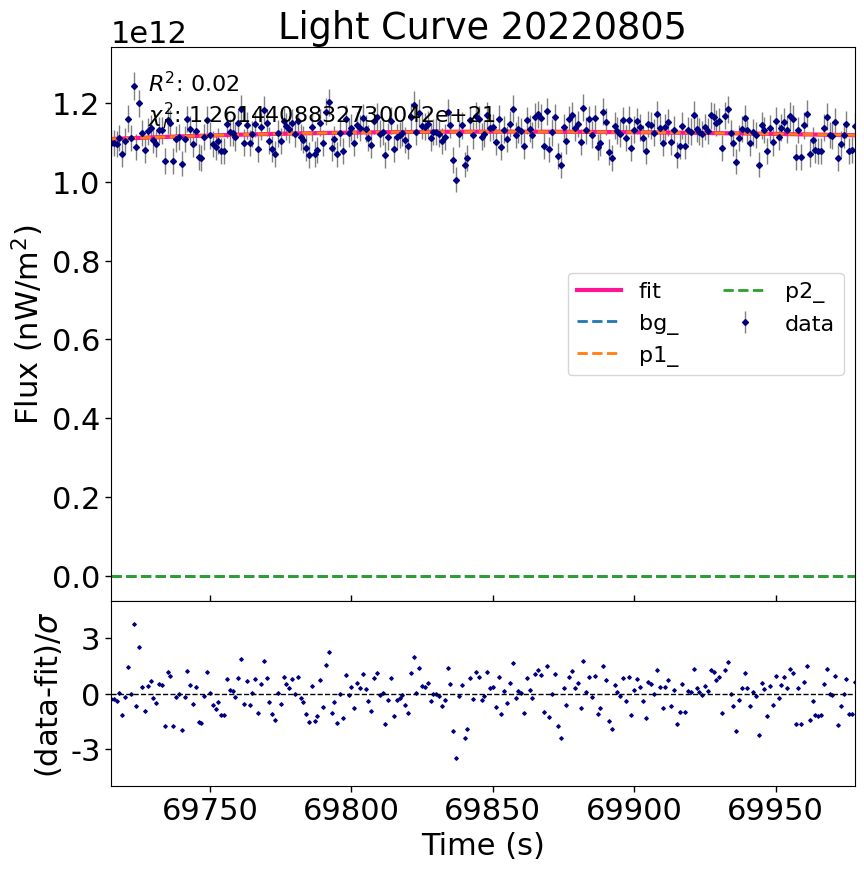 Light Curve 20220805
1e12
R²: 0.02
χ²: 1.2614408832730042e+21
1.2
1.0
0.8
0.6
0.4
0.2
0.0
Flux (nW/m²)
fit
bg_
p1_
p2_
data
3
0
-3
(data-fit)/σ
69750 69800 69850 69900 69950
Time (s)